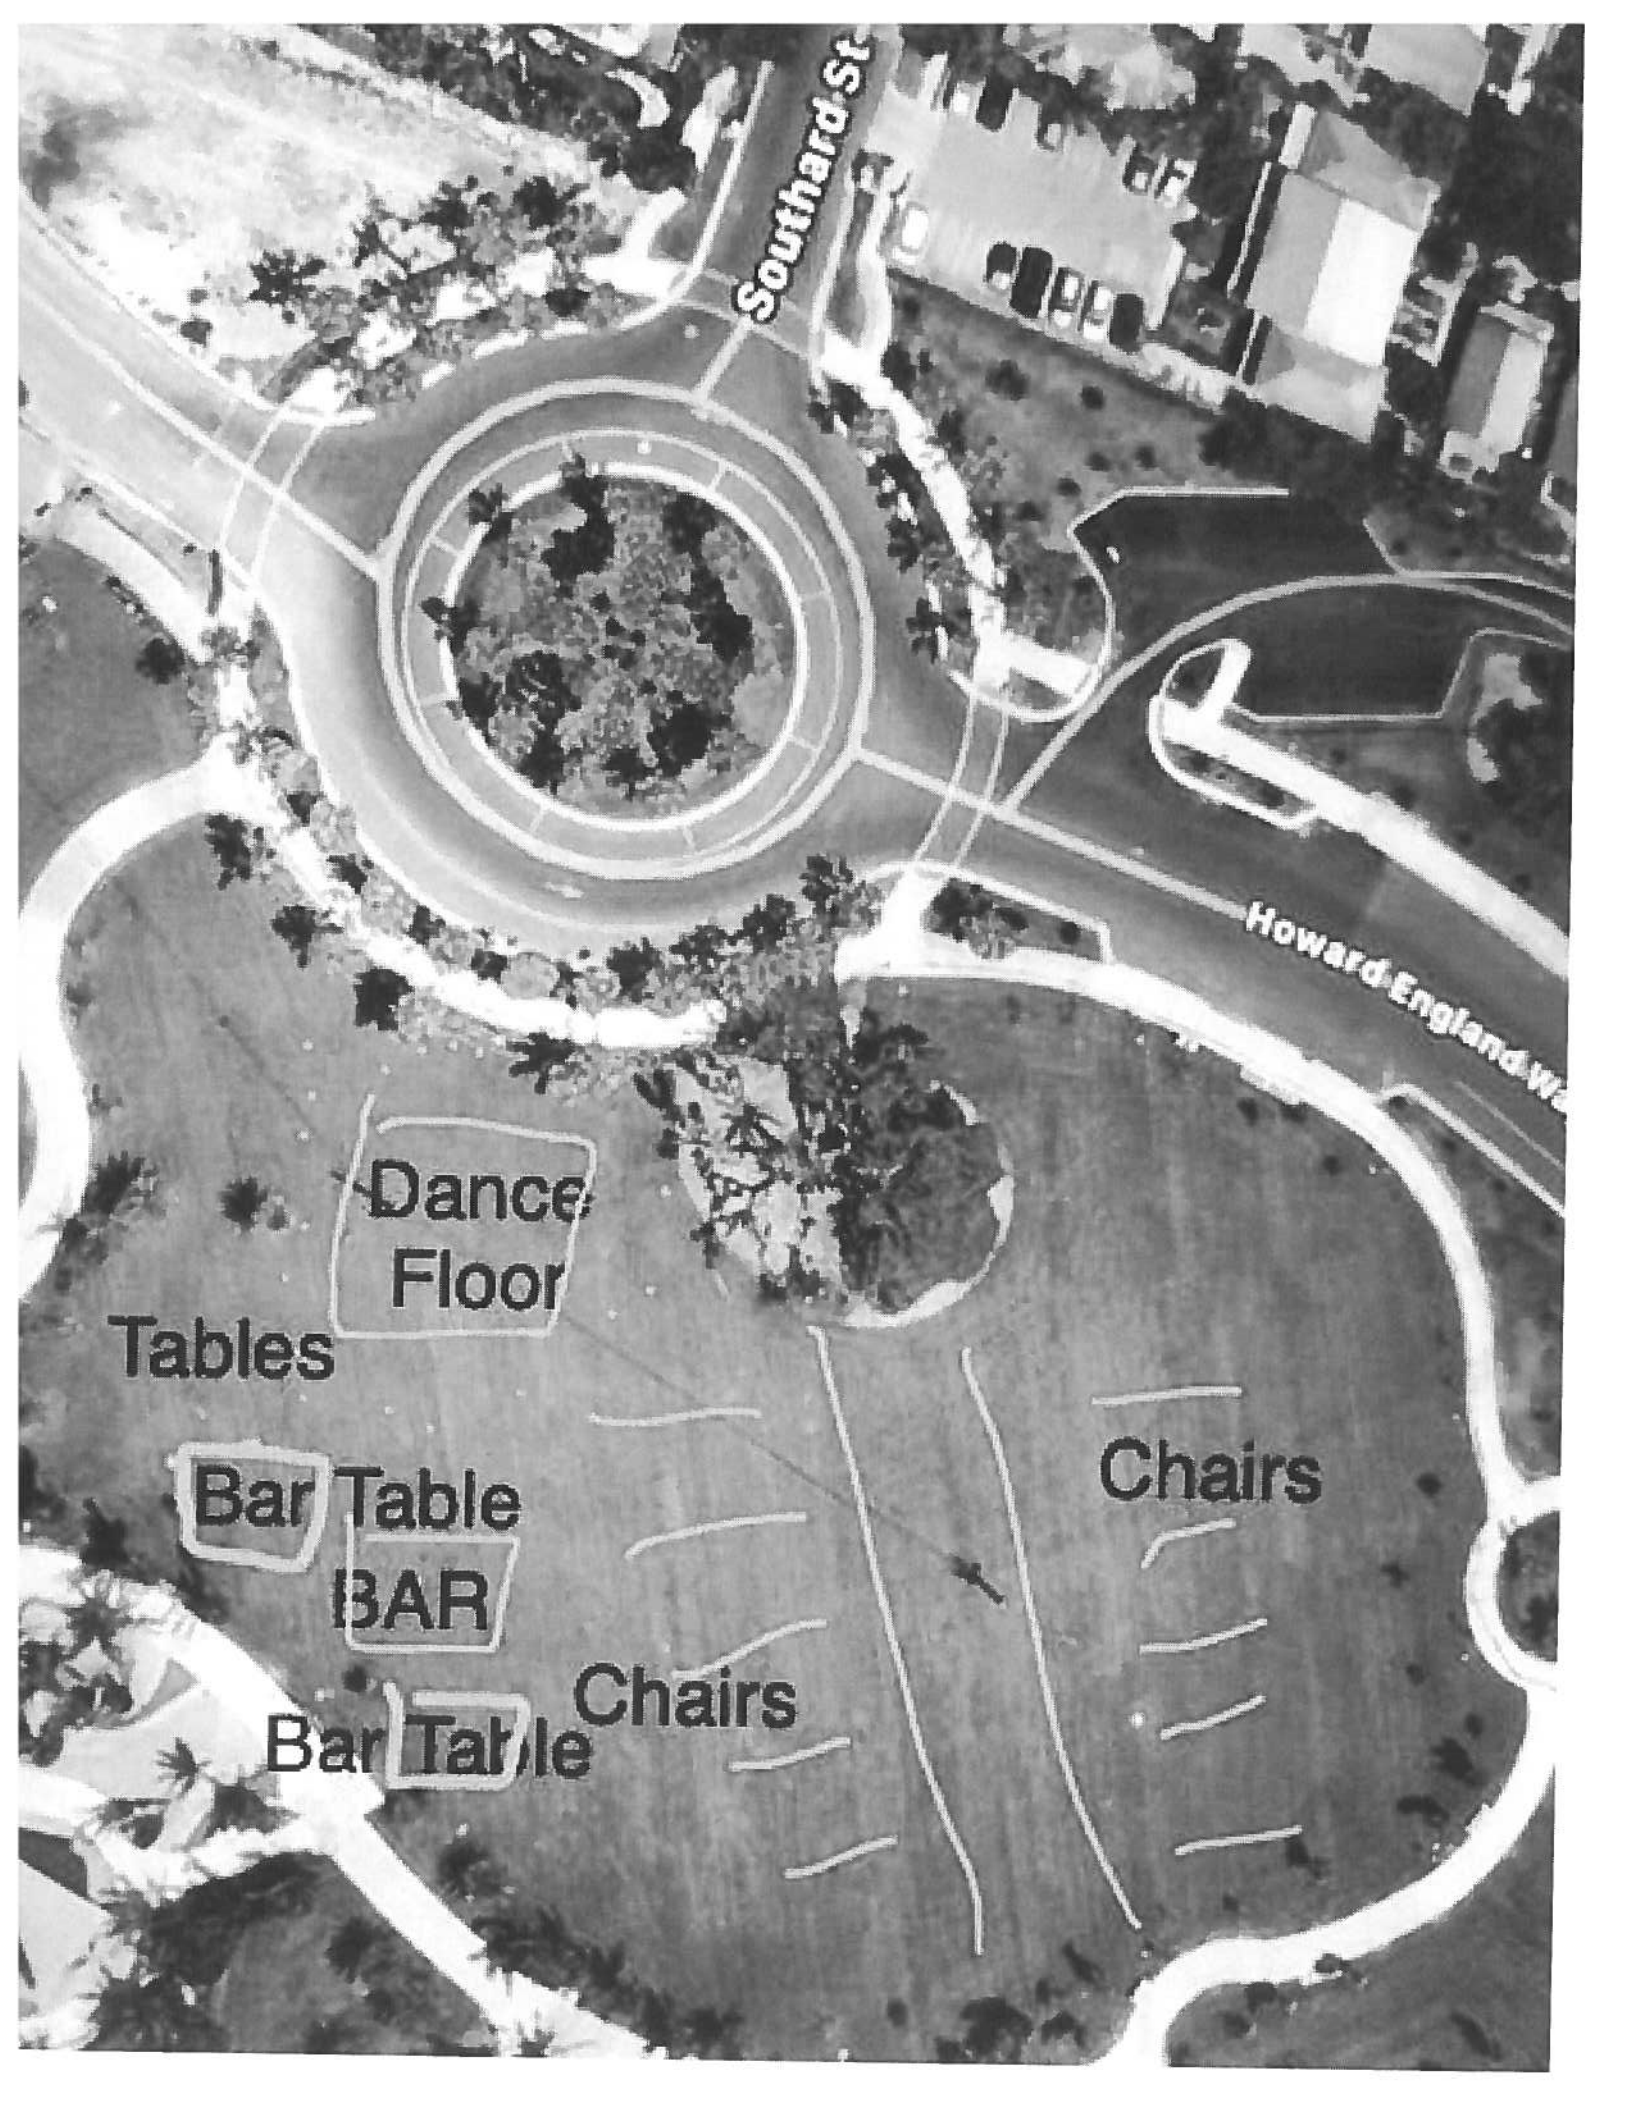 Southard St
Howard England Wa
Dance
Floor
Tables
Chairs
Bar Table
BAR
Chairs
Bar Table